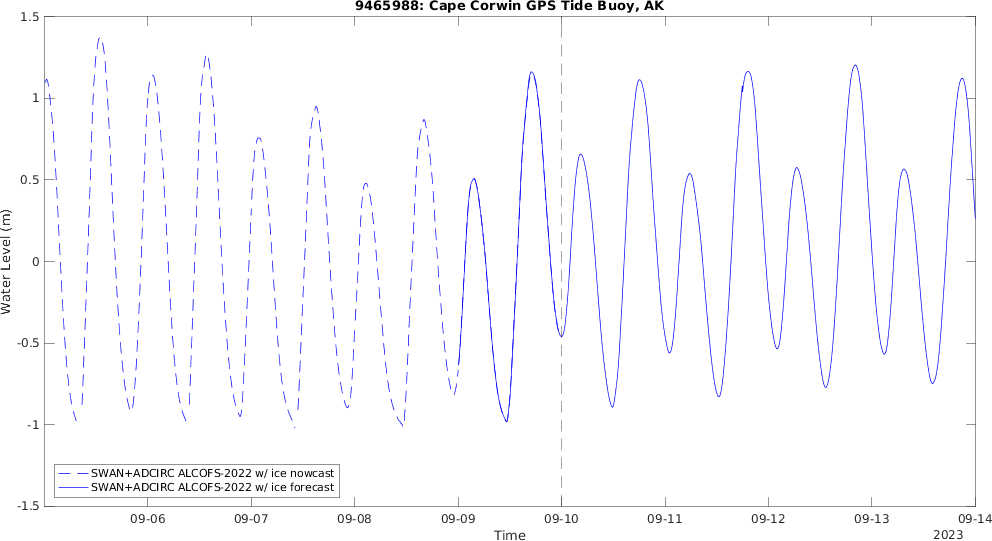 9465988: Cape Corwin GPS Tide Buoy, AK
Water Level (m)
1.5
1
0.5
0
-0.5
-1
-1.5
SWAN+ADCIRC ALCOFS-2022 w/ ice nowcast
SWAN+ADCIRC ALCOFS-2022 w/ ice forecast
09-06 09-07 09-08 09-09 09-10 09-11 09-12 09-13 09-14
Time
2023